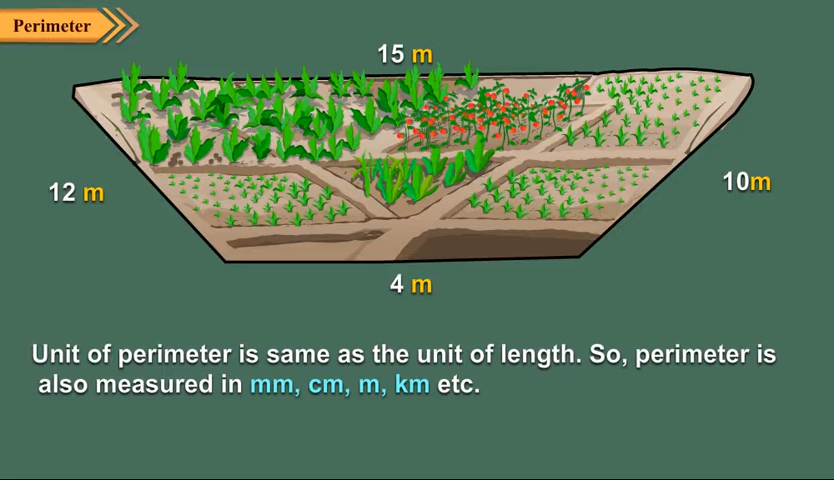 Perimeter
15 m
12 m
10m
4 m
Unit of perimeter is same as the unit of length. So, perimeter is
also measured in mm, cm, m, km etc.